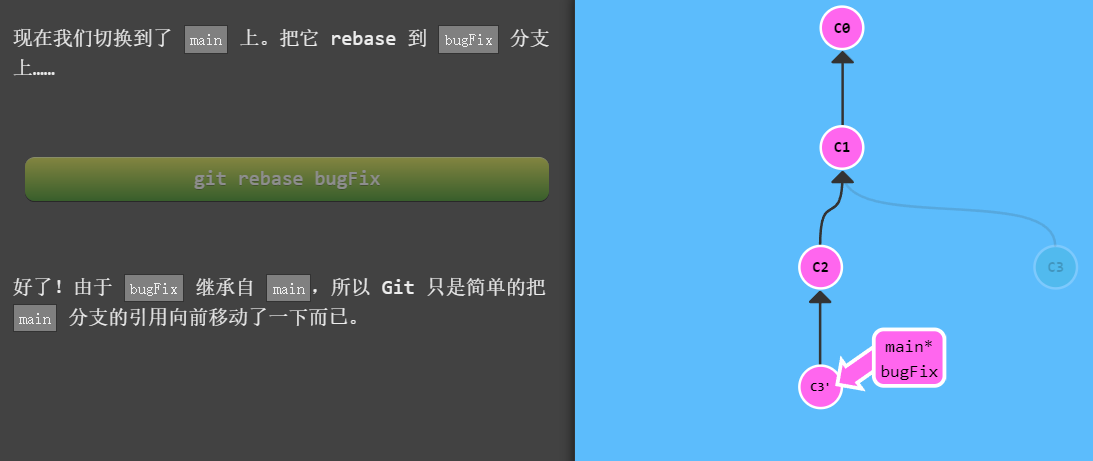 现在我们切换到了 main 上。把它 rebase 到 bugFix 分支
上……
git rebase bugFix
好了！由于 bugFix 继承自 main，所以 Git 只是简单的把
main 分支的引用向前移动了一下而已。
C0
C1
C2
C3
C3'
main*
bugFix